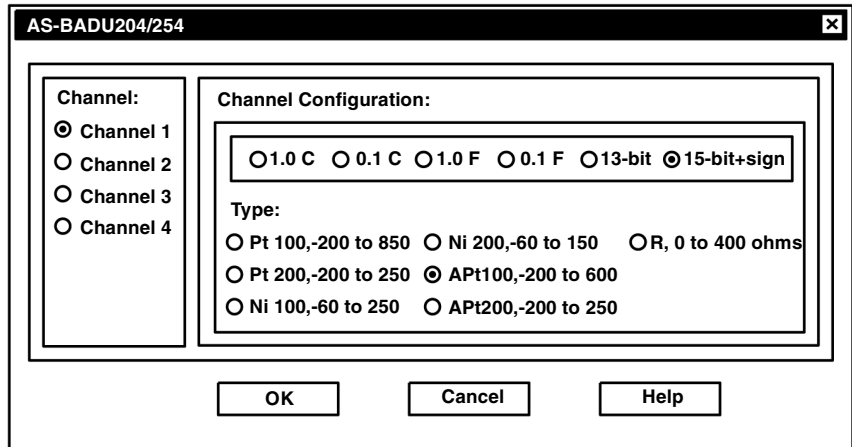 AS-BADU204/254
Channel:
Channel 1
Channel 2
Channel 3
Channel 4
Channel Configuration:
1.0 C 0.1 C 1.0 F 0.1 F 13-bit 15-bit+sign
Type:
Pt 100,-200 to 850 Ni 200,-60 to 150 R, 0 to 400 ohms
Pt 200,-200 to 250 APt100,-200 to 600
Ni 100,-60 to 250 APt200,-200 to 250
OK Cancel Help